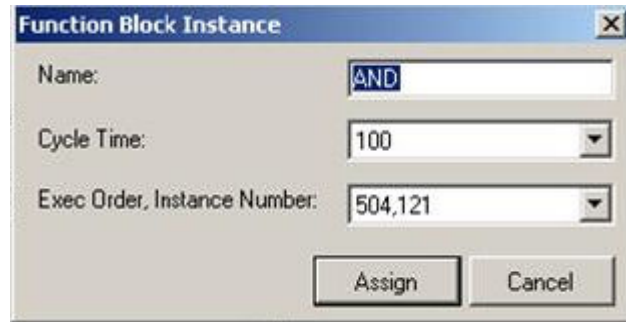 Function Block Instance
Name: AND
Cycle Time: 100
Exec Order, Instance Number: 504,121
Assign Cancel